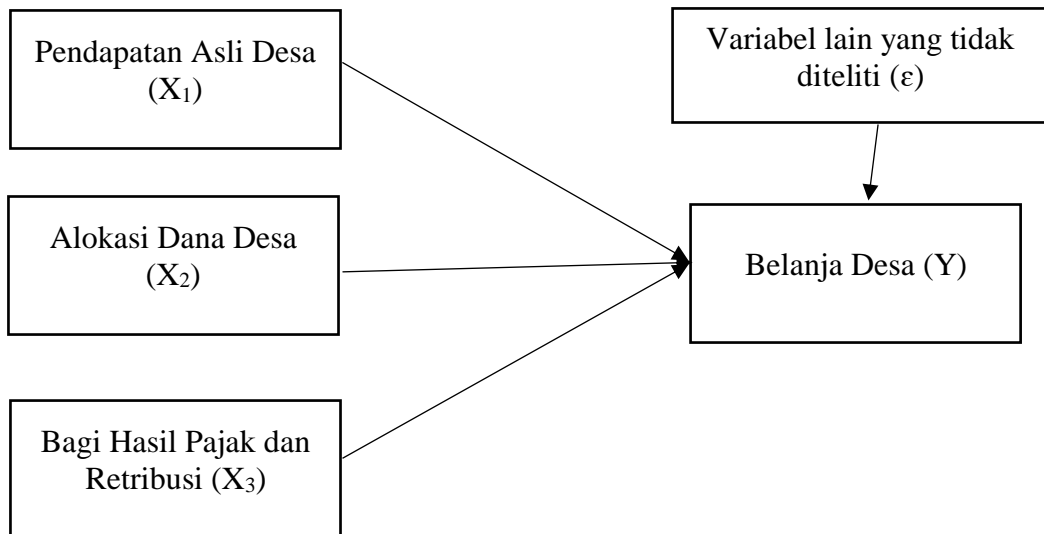 Pendapatan Asli Desa
(X₁)
Variabel lain yang tidak
diteliti (ε)
Alokasi Dana Desa
(X₂)
Belanja Desa (Y)
Bagi Hasil Pajak dan
Retribusi (X₃)